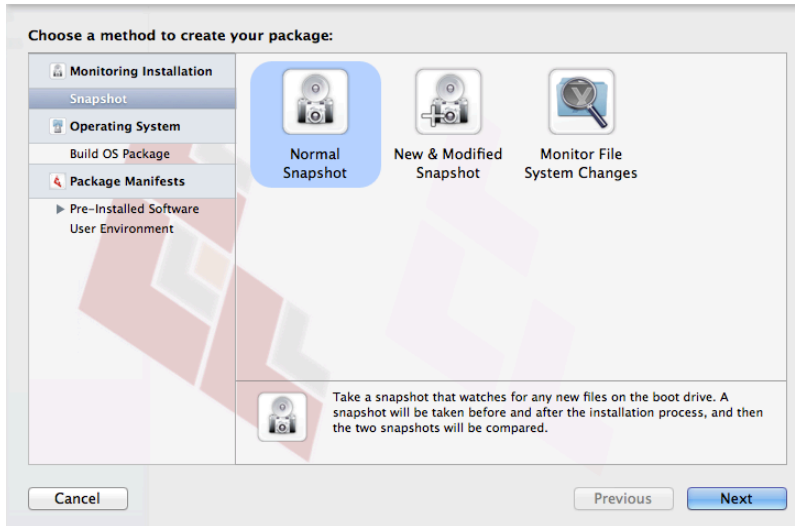 Choose a method to create your package:
Monitoring Installation
Snapshot
Operating System
Build OS Package
Package Manifests
Pre-Installed Software
User Environment
Normal
Snapshot
New & Modified
Snapshot
Monitor File
System Changes
Take a snapshot that watches for any new files on the boot drive. A
snapshot will be taken before and after the installation process, and then
the two snapshots will be compared.
Cancel
Previous
Next